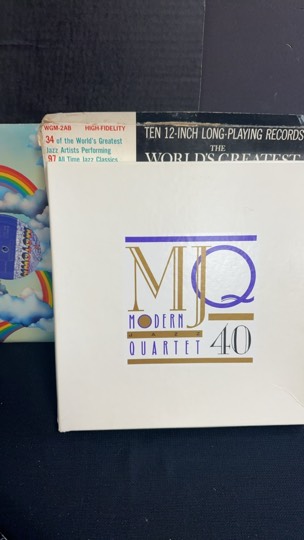 WGM-2AB HIGH-FIDELITY
34 of the World's Greatest
Jazz Artists Performing
87 All Time Jazz Classics
TEN 12-INCH LONG-PLAYING RECORDS
THE
WORLD'S GREATEST
MJQ
MODERN
JAZZ
QUARTET 40